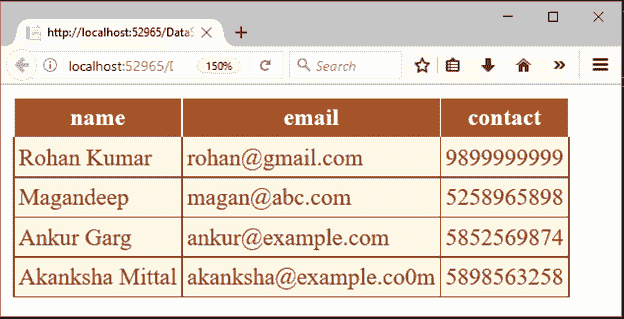 http://localhost:52965/DataS
localhost:52965/D 150% Search
name email contact
Rohan Kumar rohan@gmail.com 9899999999
Magandeep magan@abc.com 5258965898
Ankur Garg ankur@example.com 5852569874
Akanksha Mittal akanksha@example.co0m 5898563258